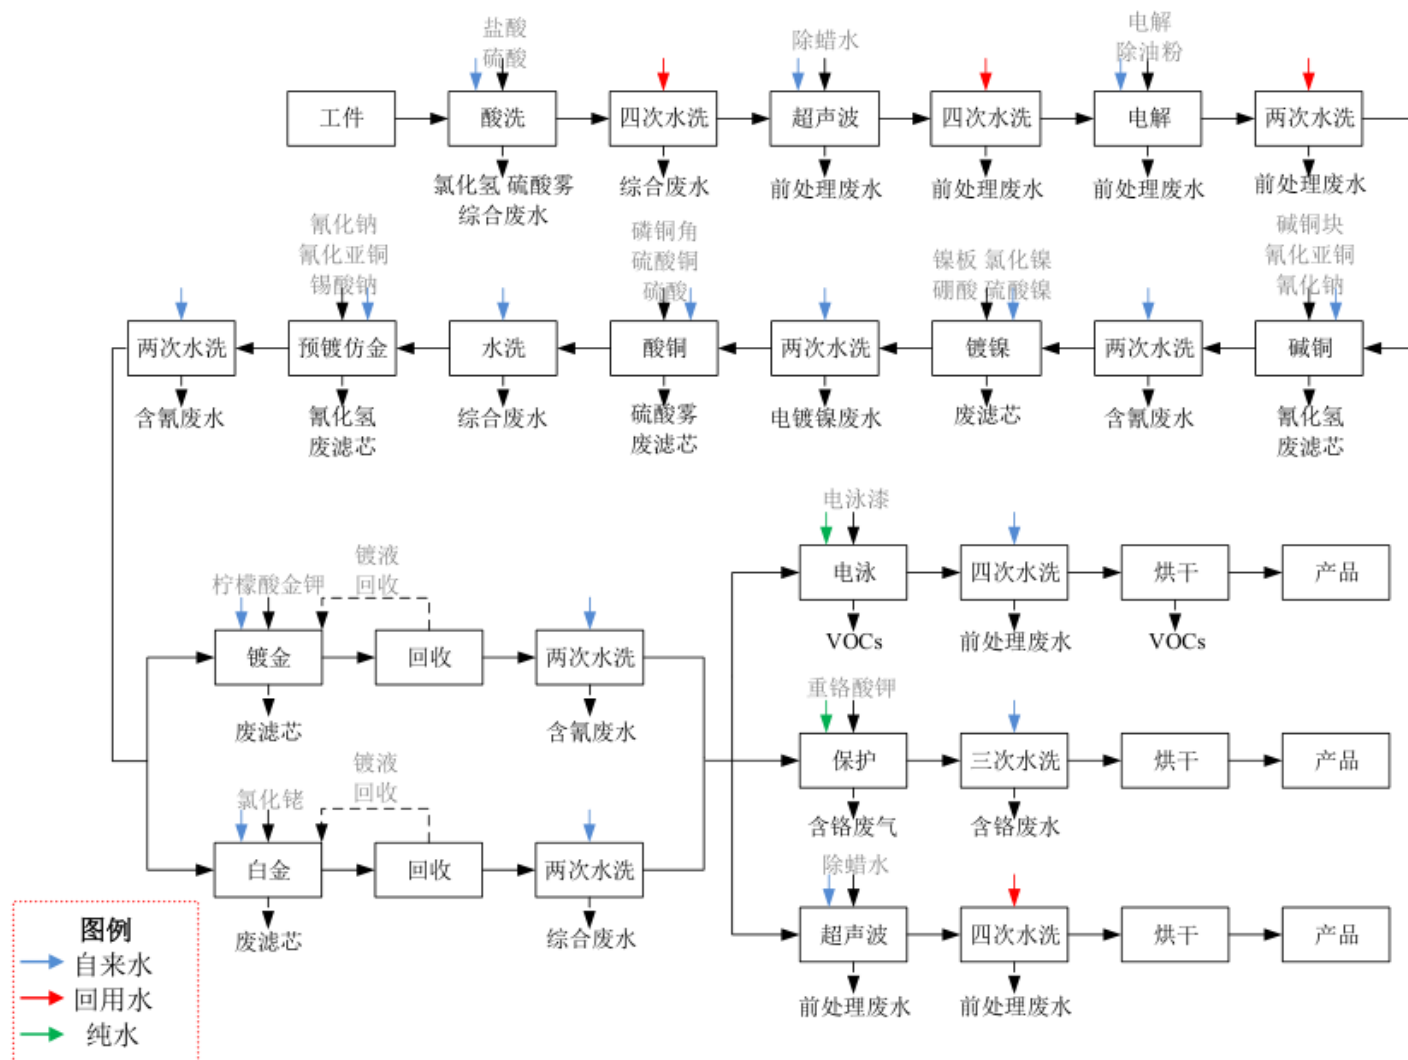 盐酸
硫酸
除蜡水
电解
除油粉
工件
酸洗
四次水洗
超声波
四次水洗
电解
两次水洗
氯化氢 硫酸雾
综合废水
综合废水
前处理废水
前处理废水
前处理废水
前处理废水
氰化钠
氰化亚铜
锡酸钠
磷铜角
硫酸铜
硫酸
镍板 氯化镍
硼酸 硫酸镍
碱铜块
氰化亚铜
氰化钠
两次水洗
预镀仿金
水洗
酸铜
两次水洗
镀镍
两次水洗
碱铜
含氰废水
氰化氢
废滤芯
综合废水
硫酸雾
废滤芯
电镀镍废水
废滤芯
含氰废水
氰化氢
废滤芯
电泳漆
电泳
四次水洗
烘干
产品
VOCs
前处理废水
VOCs
柠檬酸金钾
镀液
回收
镀金
回收
两次水洗
废滤芯
含氰废水
重铬酸钾
保护
三次水洗
烘干
产品
含铬废气
含铬废水
氯化铑
镀液
回收
白金
回收
两次水洗
废滤芯
综合废水
除蜡水
超声波
四次水洗
烘干
产品
前处理废水
前处理废水
图例
自来水
回用水
纯水